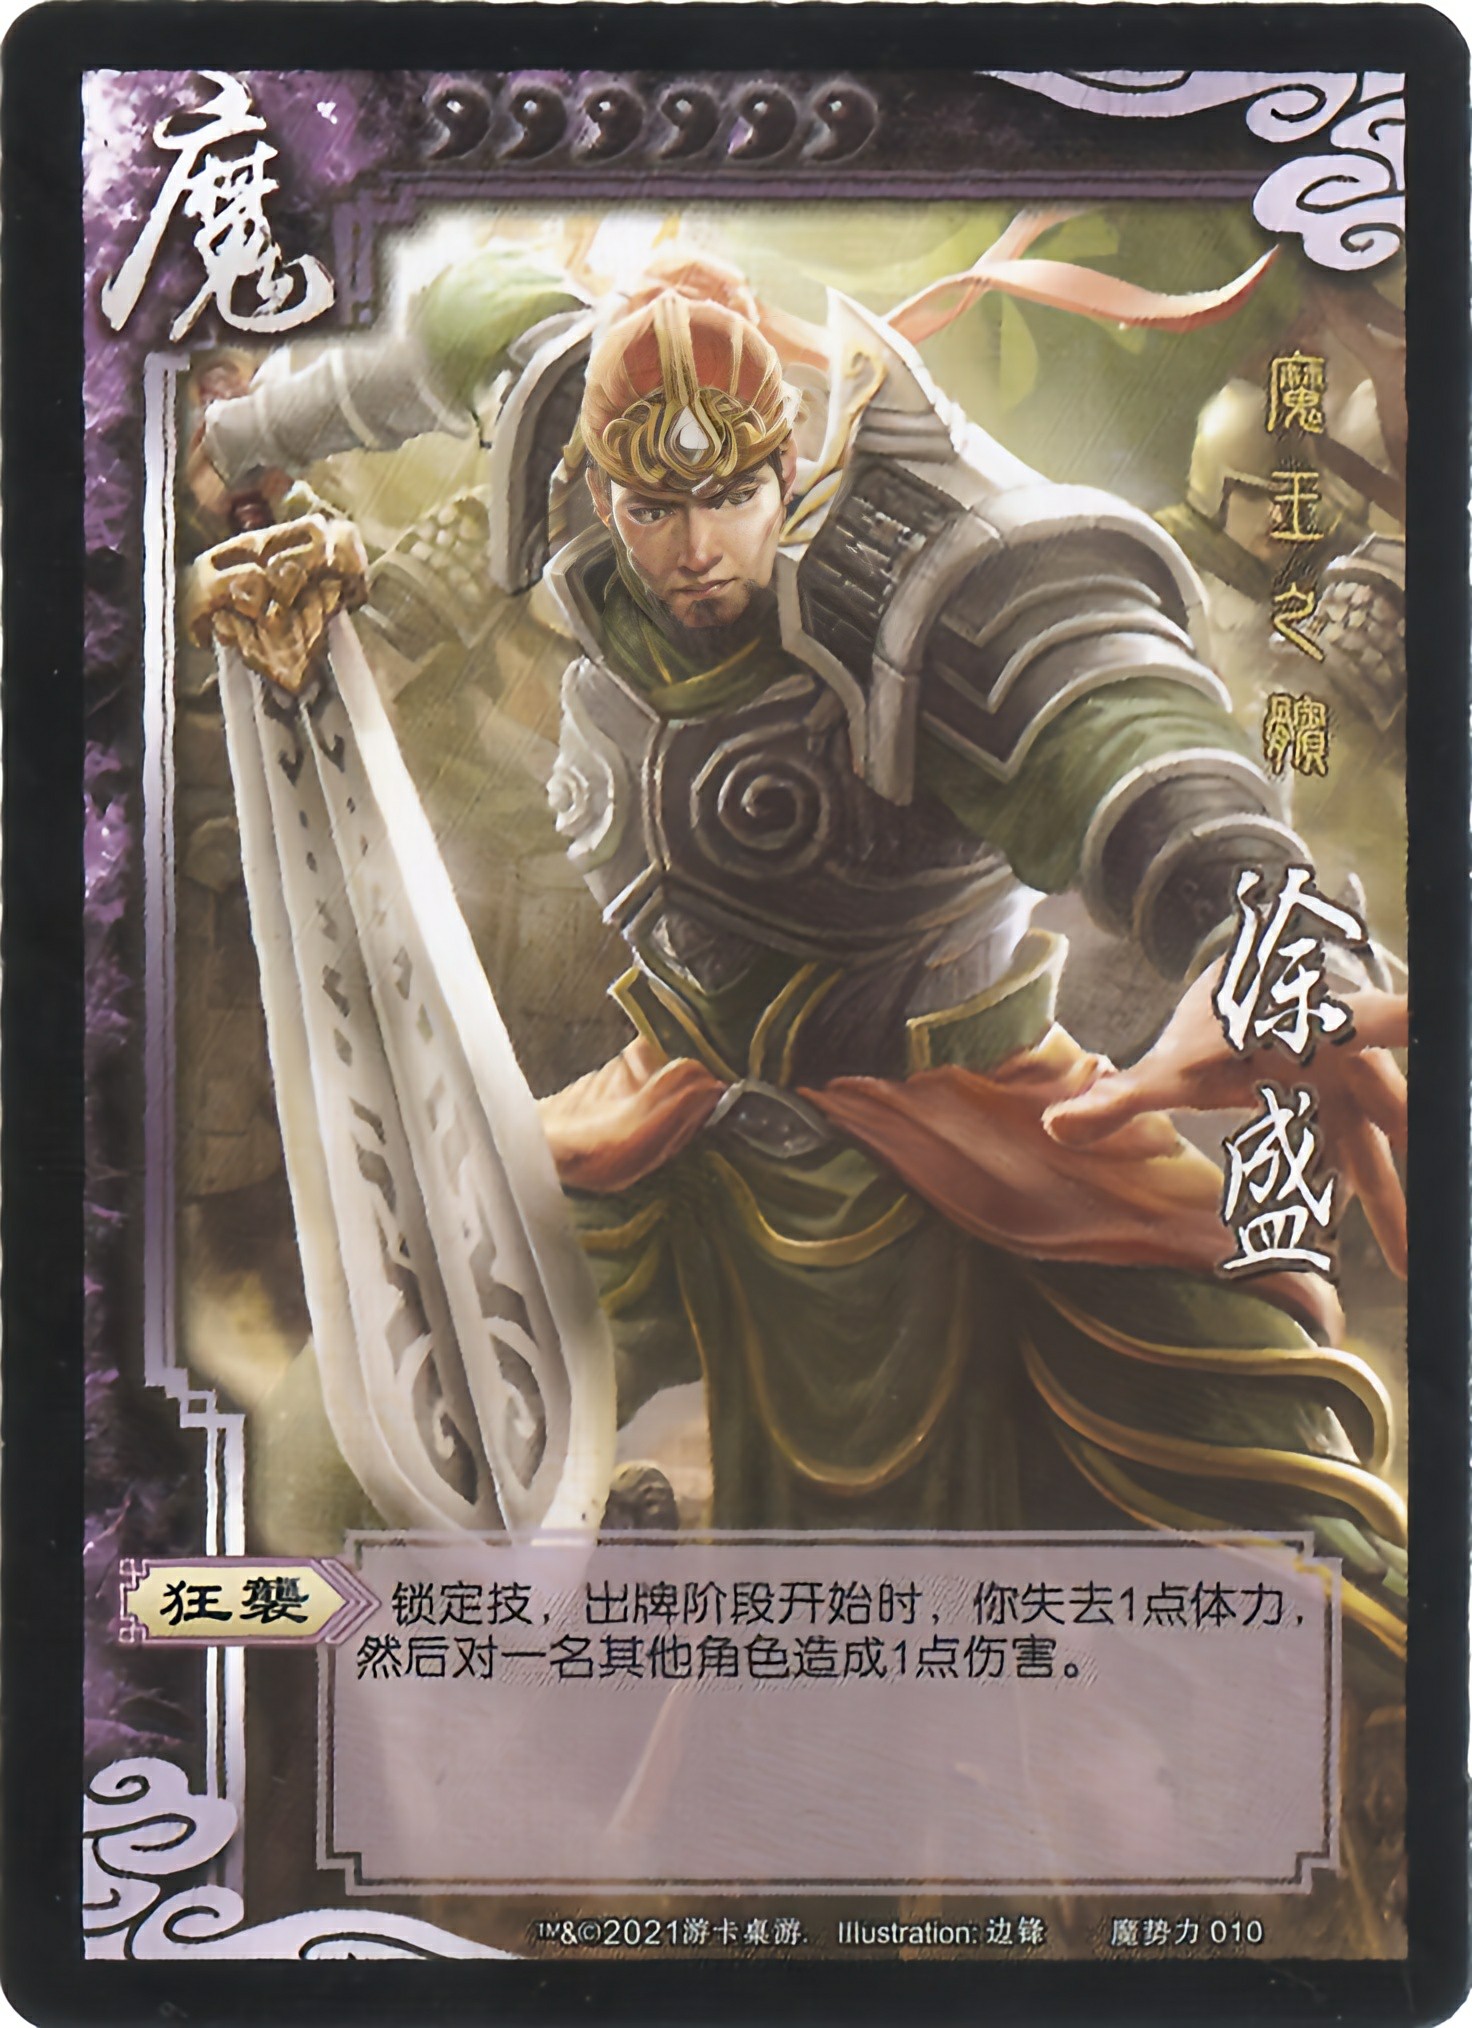 魔
魔王之髕
徐盛
狂襲
锁定技，出牌阶段开始时，你失去1点体力，
然后对一名其他角色造成1点伤害。
™&©2021游卡桌游. Illustration: 边锋 魔势力 010